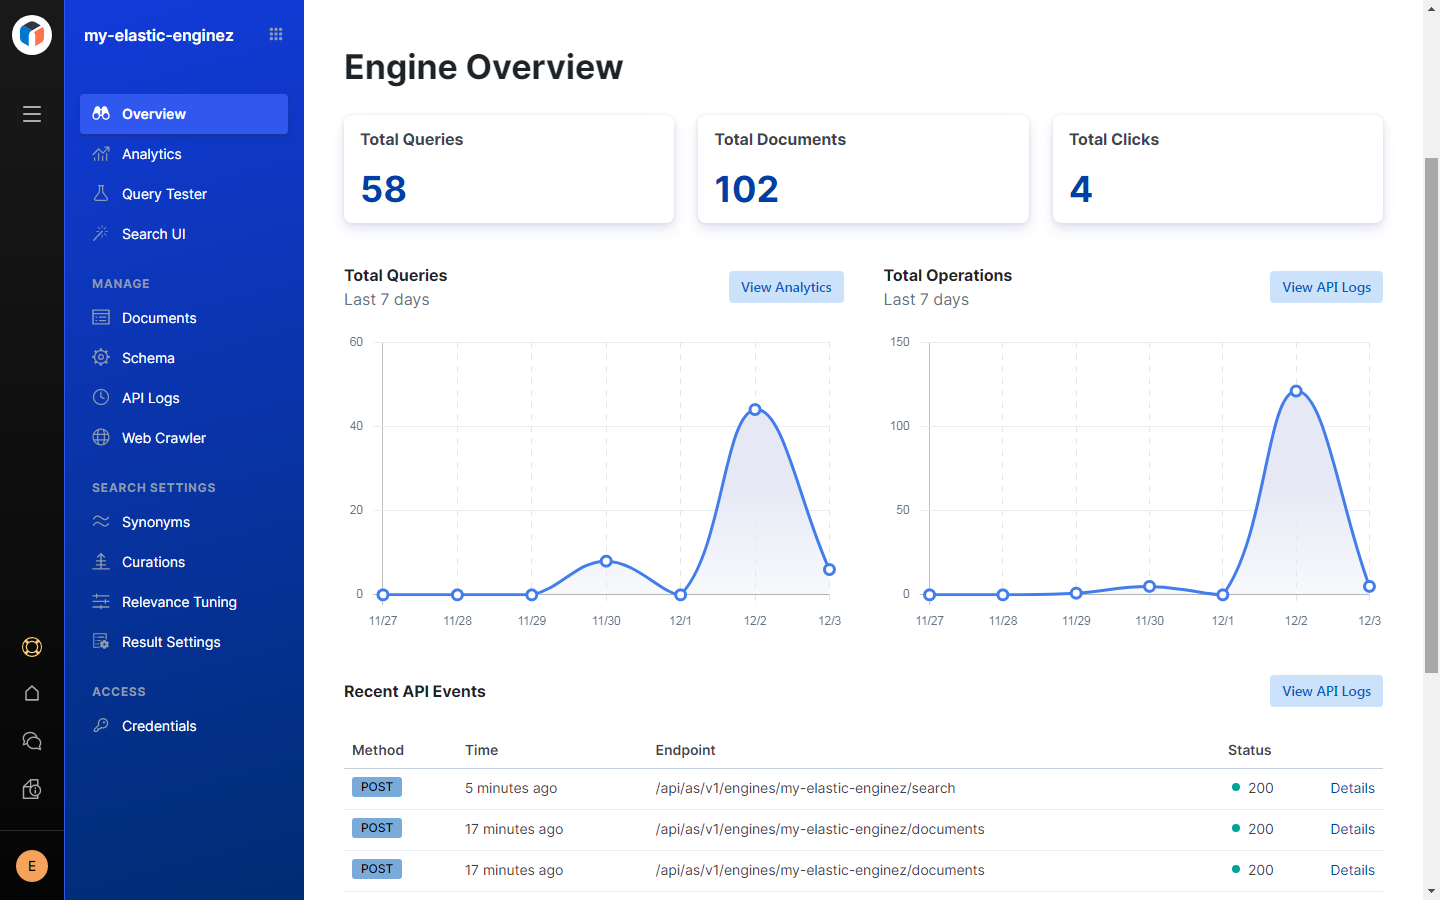 my-elastic-enginez
Overview
Analytics
Query Tester
Search UI
MANAGE
Documents
Schema
API Logs
Web Crawler
SEARCH SETTINGS
Synonyms
Curations
Relevance Tuning
Result Settings
ACCESS
Credentials
E
Engine Overview
Total Queries
58
Total Documents
102
Total Clicks
4
Total Queries
Last 7 days
View Analytics
60
40
20
0
11/27 11/28 11/29 11/30 12/1 12/2 12/3
Total Operations
Last 7 days
View API Logs
150
100
50
0
11/27 11/28 11/29 11/30 12/1 12/2 12/3
Recent API Events
View API Logs
Method Time Endpoint Status
POST 5 minutes ago /api/as/v1/engines/my-elastic-enginez/search 200 Details
POST 17 minutes ago /api/as/v1/engines/my-elastic-enginez/documents 200 Details
POST 17 minutes ago /api/as/v1/engines/my-elastic-enginez/documents 200 Details